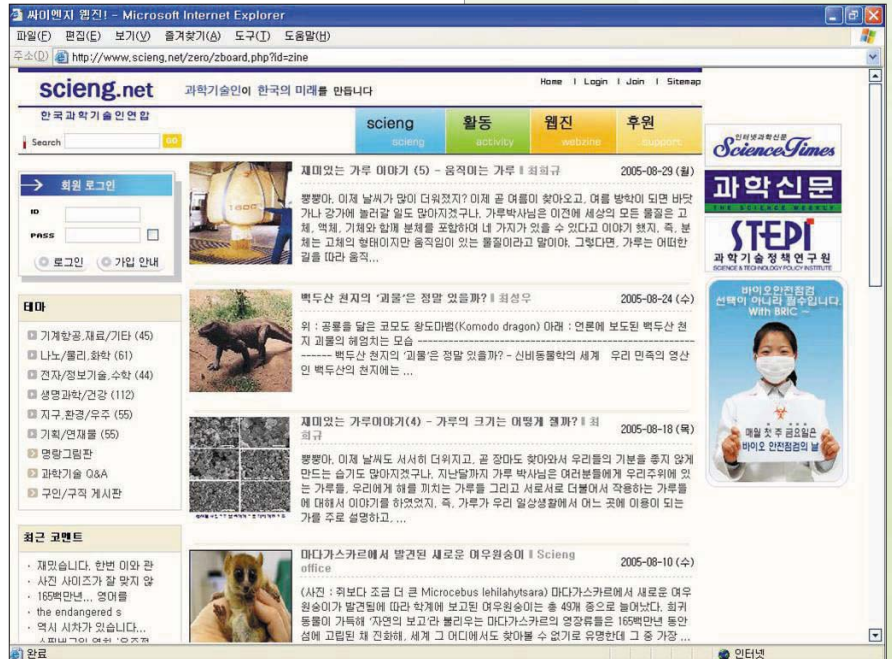 싸이엔지 웹진! - Microsoft Internet Explorer
파일(F) 편집(E) 보기(V) 즐겨찾기(A) 도구(T) 도움말(H)
주소(D) http://www.scieng.net/zero/zboard.php?id=zine
scieng.net
과학기술인이 한국의 미래를 만듭니다
Home | Login | Join | Sitemap
한국과학기술인연합
Search GO
scieng 활동 웹진 후원
scieng activity webzine support
회원 로그인
ID
PASS
로그인 가입 안내
테마
기계항공,재료/기타 (45)
나노/물리,화학 (61)
전자/정보기술,수학 (44)
생명과학/건강 (112)
지구,환경/우주 (55)
기획/연재물 (55)
명랑그림판
과학기술 Q&A
구인/구직 게시판
최근 코멘트
· 재밌습니다. 한번 이와 관
· 사진 사이즈가 잘 맞지 않
· 165백만년... 영어를
· the endangered s
· 역시 시차가 있습니다...
재미있는 가루 이야기 (5) - 움직이는 가루 ‖ 최희규 2005-08-29 (월)
뿡뿡아, 이제 날씨가 많이 더워졌지? 이제 곧 여름이 찾아오고, 여름 방학이 되면 바닷
가나 강가에 놀러갈 일도 많아지겠구나. 가루박사님은 이전에 세상의 모든 물질은 고
체, 액체, 기체와 함께 분체를 포함하여 네 가지가 있을 수 있다고 이야기 했지. 즉, 분
체는 고체의 형태이지만 움직임이 있는 물질이라고 말이야. 그렇다면, 가루는 어떠한
길을 따라 움직...
백두산 천지의 '괴물'은 정말 있을까? ‖ 최성우 2005-08-24 (수)
위 : 공룡을 닮은 코모도 왕도마뱀(Komodo dragon) 아래 : 언론에 보도된 백두산 천
지 괴물의 헤엄치는 모습 --------------------------------------------------
------ 백두산 천지의 '괴물'은 정말 있을까? - 신비동물학의 세계 우리 민족의 영산
인 백두산의 천지에는 ...
재미있는 가루이야기(4) - 가루의 크기는 어떻게 잴까? ‖ 최
희규 2005-08-18 (목)
뿡뿡아, 이제 날씨도 서서히 더워지고, 곧 장마도 찾아와서 우리들의 기분을 좋지 않게
만드는 습기도 많아지겠구나. 지난달까지 가루 박사님은 여러분들에게 우리주위에 있
는 가루들, 우리에게 해를 끼치는 가루들 그리고 서로서로 더불어서 작용하는 가루들
에 대해서 이야기를 하였었지. 즉, 가루가 우리 일상생활에서 어느 곳에 이용이 되는
가를 주로 설명하고, ...
마다가스카르에서 발견된 새로운 여우원숭이 ‖ Scieng
office 2005-08-10 (수)
(사진 : 쥐보다 조금 더 큰 Microcebus lehilahytsara) 마다가스카르에서 새로운 여우
원숭이가 발견됨에 따라 학계에 보고된 여우원숭이는 총 49개 종으로 늘어났다. 희귀
동물이 가득해 '자연의 보고'라 불리우는 마다가스카르의 영장류들은 165백만년 동안
섬에 고립된 채 진화해, 세계 그 어디에서도 찾아볼 수 없기로 유명한데 그 중 가장 ...
인터넷과학신문
ScienceTimes
과학신문
THE SCIENCE WEEKLY
STEPI
과학기술정책연구원
SCIENCE & TECHNOLOGY POLICY INSTITUTE
바이오안전점검
선택이 아니라 필수입니다.
With BRIC ~
매월 첫 주 금요일은
바이오 안전점검의 날
완료 인터넷